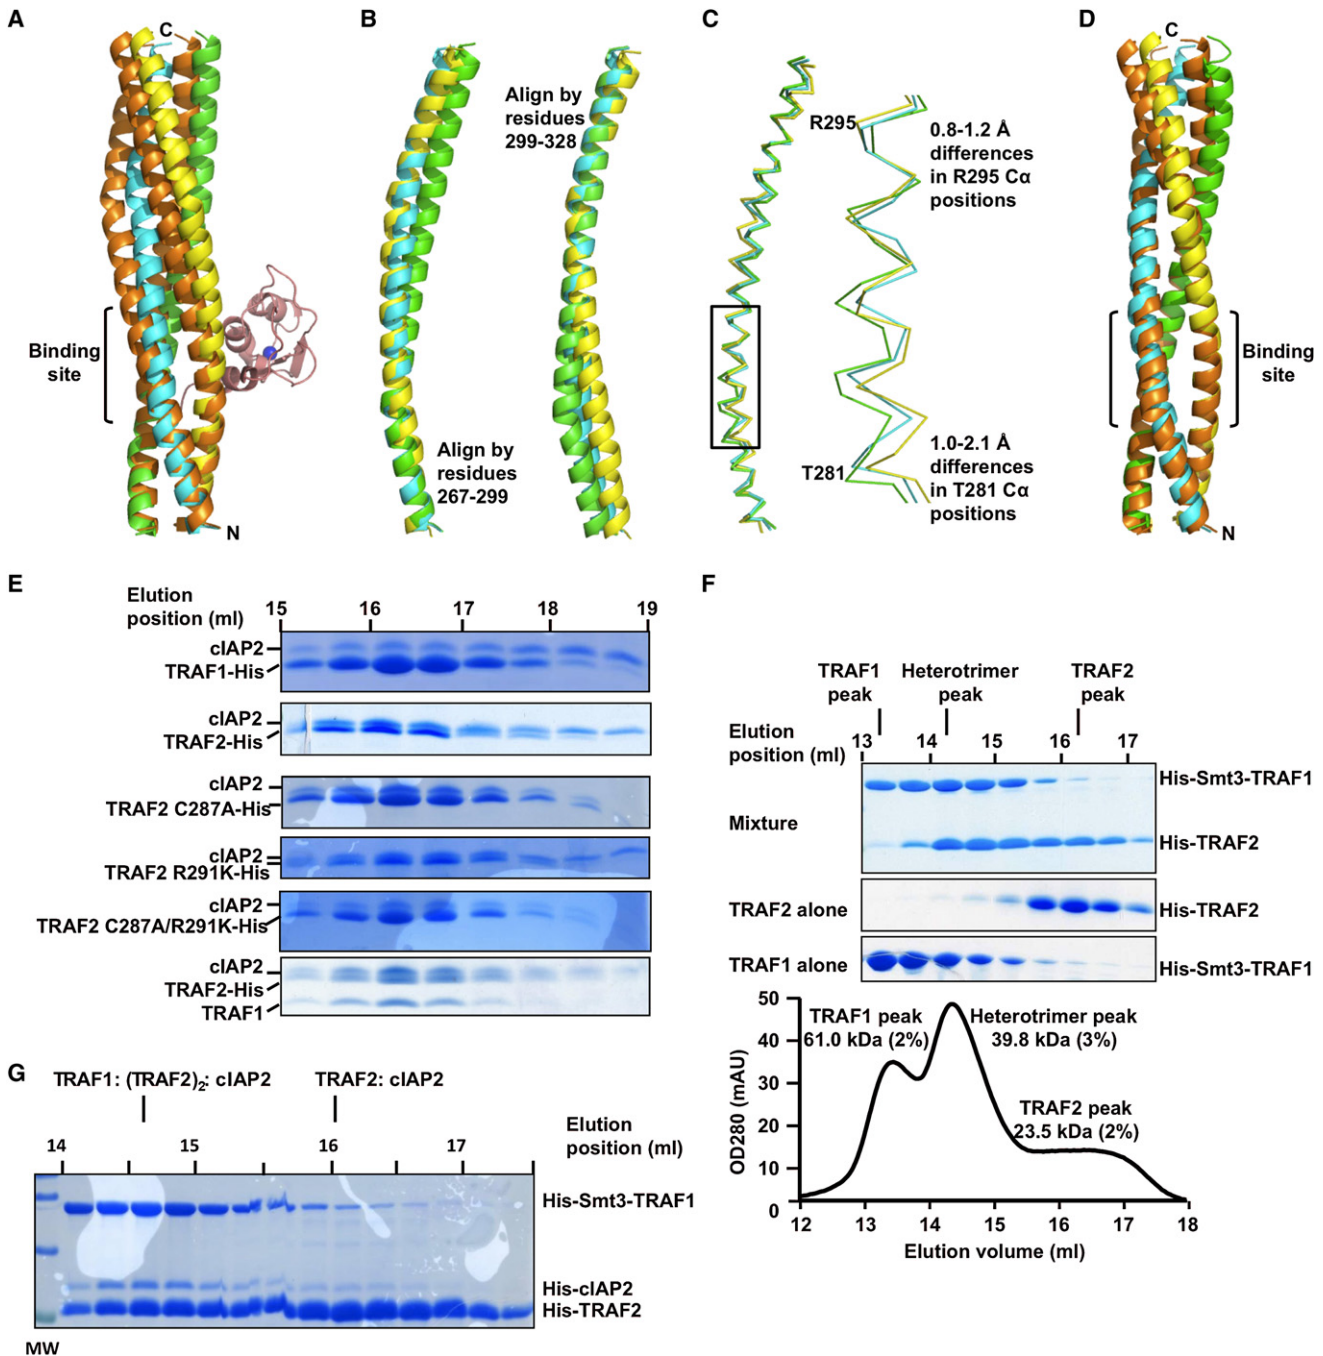 A
C
Binding
site
N
B
Align by
residues
299-328
Align by
residues
267-299
C
R295
0.8-1.2 Å
differences
in R295 Cα
positions
T281
1.0-2.1 Å
differences
in T281 Cα
positions
D
C
Binding
site
N
E
Elution
position (ml)
15 16 17 18 19
cIAP2
TRAF1-His
cIAP2
TRAF2-His
cIAP2
TRAF2 C287A-His
cIAP2
TRAF2 R291K-His
cIAP2
TRAF2 C287A/R291K-His
cIAP2
TRAF2-His
TRAF1
F
TRAF1
peak
Heterotrimer
peak
TRAF2
peak
Elution
position (ml)
13 14 15 16 17
Mixture
His-Smt3-TRAF1
His-TRAF2
TRAF2 alone
His-TRAF2
TRAF1 alone
His-Smt3-TRAF1
OD280 (mAU)
50
40
30
20
10
0
TRAF1 peak
61.0 kDa (2%)
Heterotrimer peak
39.8 kDa (3%)
TRAF2 peak
23.5 kDa (2%)
12 13 14 15 16 17 18
Elution volume (ml)
G
TRAF1: (TRAF2)₂: cIAP2
TRAF2: cIAP2
Elution
position (ml)
14 15 16 17
His-Smt3-TRAF1
His-cIAP2
His-TRAF2
MW